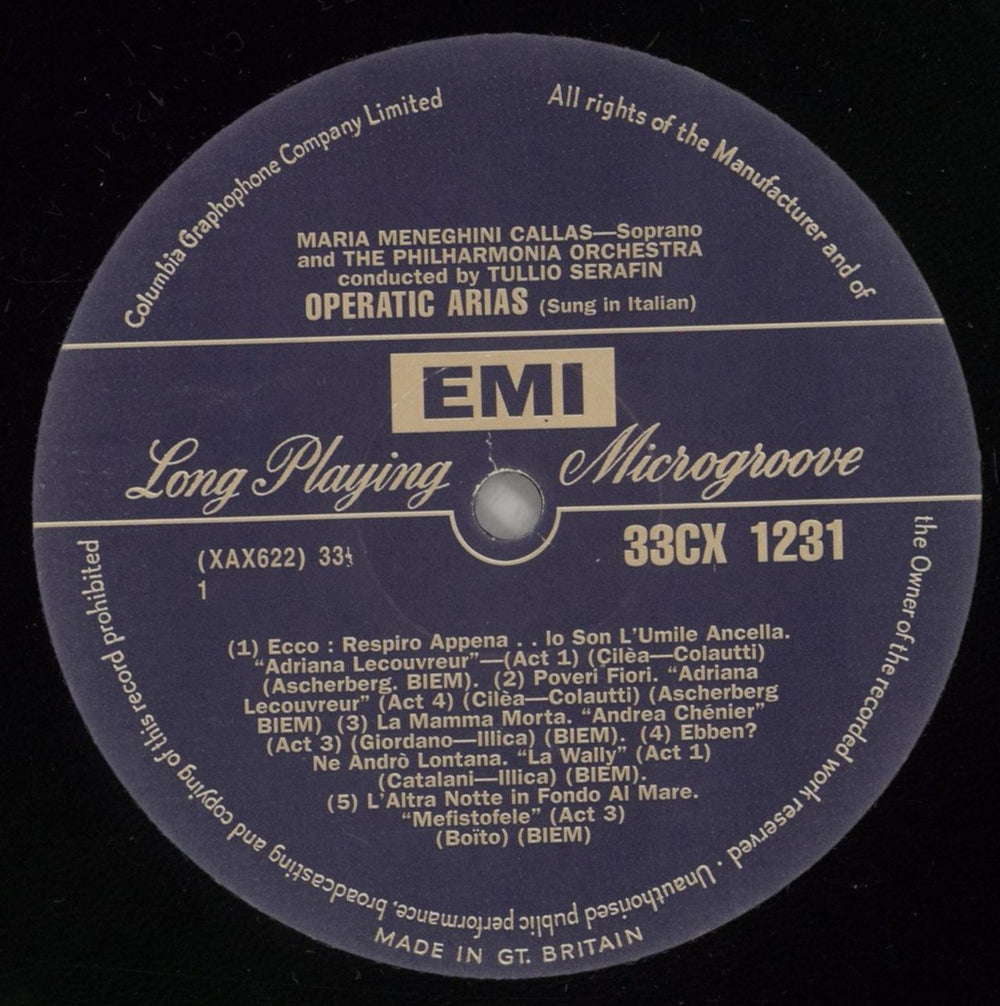 Columbia Graphophone Company Limited
All rights of the Manufacturer and of
the Owner of the recorded work reserved · Unauthorised public performance, broadcasting and copying of this record prohibited
MARIA MENEGHINI CALLAS—Soprano
and THE PHILHARMONIA ORCHESTRA
conducted by TULLIO SERAFIN
OPERATIC ARIAS (Sung in Italian)
EMI
Long Playing Microgroove
(XAX622) 33⅓
33CX 1231
1
(1) Ecco : Respiro Appena . . Io Son L'Umile Ancella.
"Adriana Lecouvreur"—(Act 1) (Cilèa—Colautti)
(Ascherberg. BIEM). (2) Poveri Fiori. "Adriana
Lecouvreur" (Act 4) (Cilèa—Colautti) (Ascherberg
BIEM) (3) La Mamma Morta. "Andrea Chénier"
(Act 3) (Giordano—Illica) (BIEM). (4) Ebben?
Ne Andrò Lontana. "La Wally" (Act 1)
(Catalani—Illica) (BIEM).
(5) L'Altra Notte in Fondo Al Mare.
"Mefistofele" (Act 3)
(Boïto) (BIEM)
MADE IN GT. BRITAIN